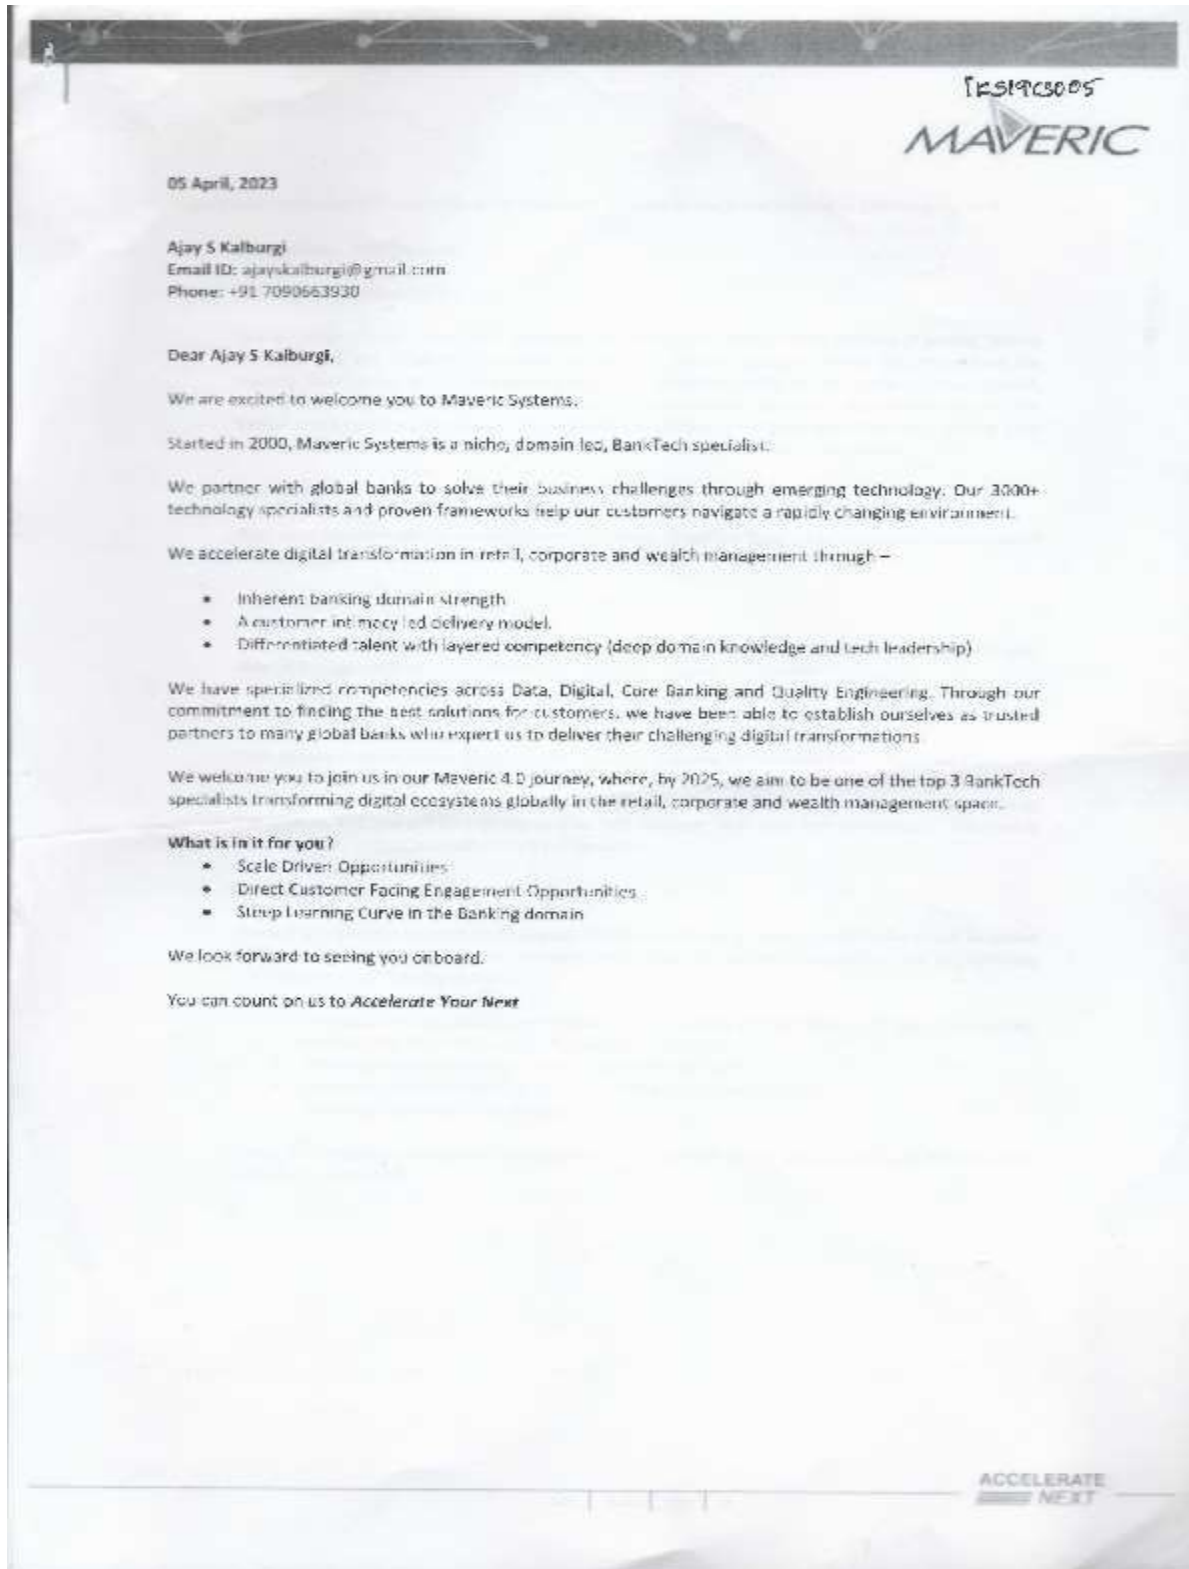 1KS19CS005
MAVERIC
05 April, 2023
Ajay S Kalburgi
Email ID: ajayskalburgi@gmail.com
Phone: +91 7090663930
Dear Ajay S Kalburgi,
We are excited to welcome you to Maveric Systems.
Started in 2000, Maveric Systems is a niche, domain led, BankTech specialist.
We partner with global banks to solve their business challenges through emerging technology. Our 3000+
technology specialists and proven frameworks help our customers navigate a rapidly changing environment.
We accelerate digital transformation in retail, corporate and wealth management through –
• Inherent banking domain strength
• A customer intimacy led delivery model.
• Differentiated talent with layered competency (deep domain knowledge and tech leadership)
We have specialized competencies across Data, Digital, Core Banking and Quality Engineering. Through our
commitment to finding the best solutions for customers, we have been able to establish ourselves as trusted
partners to many global banks who expect us to deliver their challenging digital transformations
We welcome you to join us in our Maveric 4.0 journey, where, by 2025, we aim to be one of the top 3 BankTech
specialists transforming digital ecosystems globally in the retail, corporate and wealth management space.
What is in it for you?
• Scale Driven Opportunities
• Direct Customer Facing Engagement Opportunities
• Steep Learning Curve in the Banking domain
We look forward to seeing you onboard.
You can count on us to Accelerate Your Next
ACCELERATE
NEXT